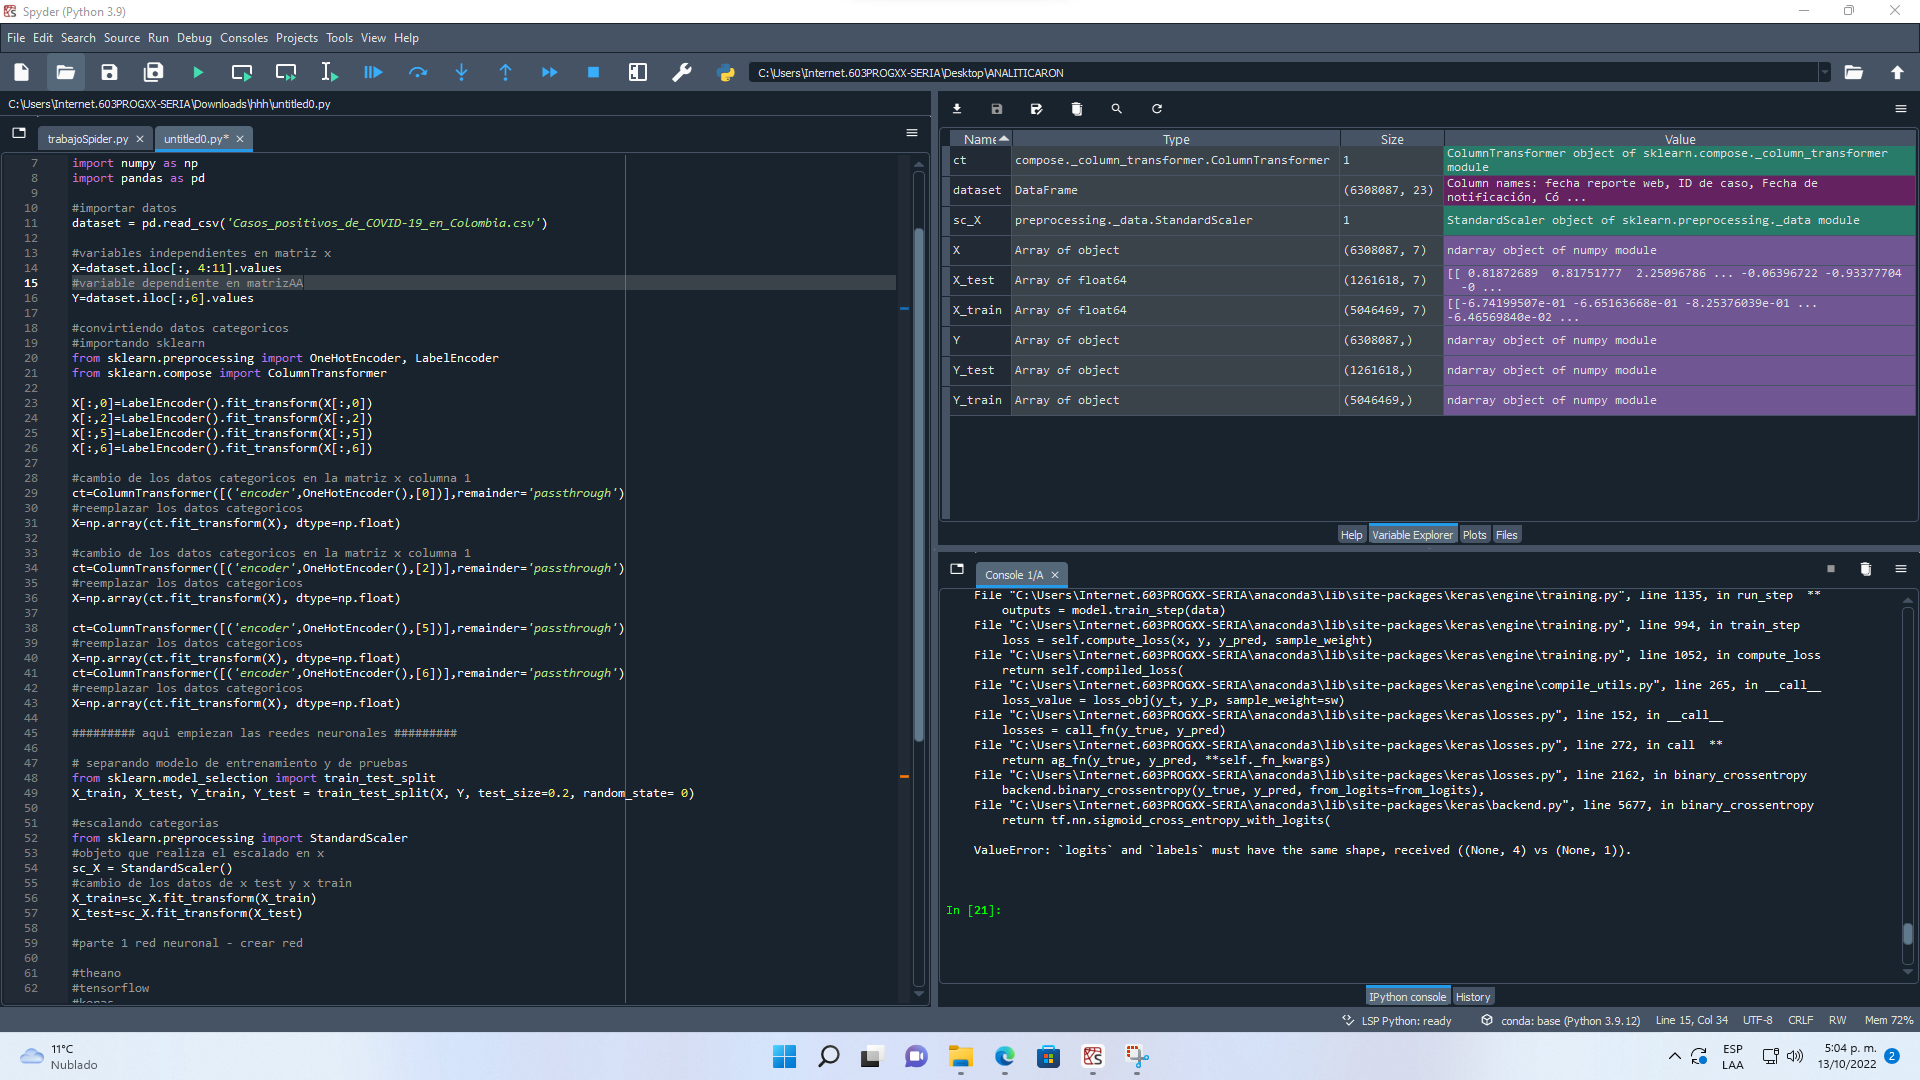 Spyder (Python 3.9)
File Edit Search Source Run Debug Consoles Projects Tools View Help
C:\Users\Internet.603PROGXX-SERIA\Desktop\ANALITICARON
C:\Users\Internet.603PROGXX-SERIA\Downloads\hhh\untitled0.py
trabajoSpider.py
untitled0.py*
7 import numpy as np
8 import pandas as pd
9
10 #importar datos
11 dataset = pd.read_csv('Casos_positivos_de_COVID-19_en_Colombia.csv')
12
13 #variables independientes en matriz x
14 X=dataset.iloc[:, 4:11].values
15 #variable dependiente en matrizAA
16 Y=dataset.iloc[:,6].values
17
18 #convirtiendo datos categoricos
19 #importando sklearn
20 from sklearn.preprocessing import OneHotEncoder, LabelEncoder
21 from sklearn.compose import ColumnTransformer
22
23 X[:,0]=LabelEncoder().fit_transform(X[:,0])
24 X[:,2]=LabelEncoder().fit_transform(X[:,2])
25 X[:,5]=LabelEncoder().fit_transform(X[:,5])
26 X[:,6]=LabelEncoder().fit_transform(X[:,6])
27
28 #cambio de los datos categoricos en la matriz x columna 1
29 ct=ColumnTransformer([('encoder',OneHotEncoder(),[0])],remainder='passthrough')
30 #reemplazar los datos categoricos
31 X=np.array(ct.fit_transform(X), dtype=np.float)
32
33 #cambio de los datos categoricos en la matriz x columna 1
34 ct=ColumnTransformer([('encoder',OneHotEncoder(),[2])],remainder='passthrough')
35 #reemplazar los datos categoricos
36 X=np.array(ct.fit_transform(X), dtype=np.float)
37
38 ct=ColumnTransformer([('encoder',OneHotEncoder(),[5])],remainder='passthrough')
39 #reemplazar los datos categoricos
40 X=np.array(ct.fit_transform(X), dtype=np.float)
41 ct=ColumnTransformer([('encoder',OneHotEncoder(),[6])],remainder='passthrough')
42 #reemplazar los datos categoricos
43 X=np.array(ct.fit_transform(X), dtype=np.float)
44
45 ######### aqui empiezan las reedes neuronales #########
46
47 # separando modelo de entrenamiento y de pruebas
48 from sklearn.model_selection import train_test_split
49 X_train, X_test, Y_train, Y_test = train_test_split(X, Y, test_size=0.2, random_state= 0)
50
51 #escalando categorias
52 from sklearn.preprocessing import StandardScaler
53 #objeto que realiza el escalado en x
54 sc_X = StandardScaler()
55 #cambio de los datos de x test y x train
56 X_train=sc_X.fit_transform(X_train)
57 X_test=sc_X.fit_transform(X_test)
58
59 #parte 1 red neuronal - crear red
60
61 #theano
62 #tensorflow
#keras
Name Type Size Value
ct compose._column_transformer.ColumnTransformer 1 ColumnTransformer object of sklearn.compose._column_transformer
module
dataset DataFrame (6308087, 23) Column names: fecha reporte web, ID de caso, Fecha de
notificación, Có ...
sc_X preprocessing._data.StandardScaler 1 StandardScaler object of sklearn.preprocessing._data module
X Array of object (6308087, 7) ndarray object of numpy module
X_test Array of float64 (1261618, 7) [[ 0.81872689 0.81751777 2.25096786 ... -0.06396722 -0.93377704
-0 ...
X_train Array of float64 (5046469, 7) [[-6.74199507e-01 -6.65163668e-01 -8.25376039e-01 ...
-6.46569840e-02 ...
Y Array of object (6308087,) ndarray object of numpy module
Y_test Array of object (1261618,) ndarray object of numpy module
Y_train Array of object (5046469,) ndarray object of numpy module
Help Variable Explorer Plots Files
Console 1/A
File "C:\Users\Internet.603PROGXX-SERIA\anaconda3\lib\site-packages\keras\engine\training.py", line 1135, in run_step **
outputs = model.train_step(data)
File "C:\Users\Internet.603PROGXX-SERIA\anaconda3\lib\site-packages\keras\engine\training.py", line 994, in train_step
loss = self.compute_loss(x, y, y_pred, sample_weight)
File "C:\Users\Internet.603PROGXX-SERIA\anaconda3\lib\site-packages\keras\engine\training.py", line 1052, in compute_loss
return self.compiled_loss(
File "C:\Users\Internet.603PROGXX-SERIA\anaconda3\lib\site-packages\keras\engine\compile_utils.py", line 265, in __call__
loss_value = loss_obj(y_t, y_p, sample_weight=sw)
File "C:\Users\Internet.603PROGXX-SERIA\anaconda3\lib\site-packages\keras\losses.py", line 152, in __call__
losses = call_fn(y_true, y_pred)
File "C:\Users\Internet.603PROGXX-SERIA\anaconda3\lib\site-packages\keras\losses.py", line 272, in call **
return ag_fn(y_true, y_pred, **self._fn_kwargs)
File "C:\Users\Internet.603PROGXX-SERIA\anaconda3\lib\site-packages\keras\losses.py", line 2162, in binary_crossentropy
backend.binary_crossentropy(y_true, y_pred, from_logits=from_logits),
File "C:\Users\Internet.603PROGXX-SERIA\anaconda3\lib\site-packages\keras\backend.py", line 5677, in binary_crossentropy
return tf.nn.sigmoid_cross_entropy_with_logits(
ValueError: `logits` and `labels` must have the same shape, received ((None, 4) vs (None, 1)).
In [21]:
IPython console History
LSP Python: ready conda: base (Python 3.9.12) Line 15, Col 34 UTF-8 CRLF RW Mem 72%
11°C
Nublado
ESP
LAA
5:04 p. m.
13/10/2022
2